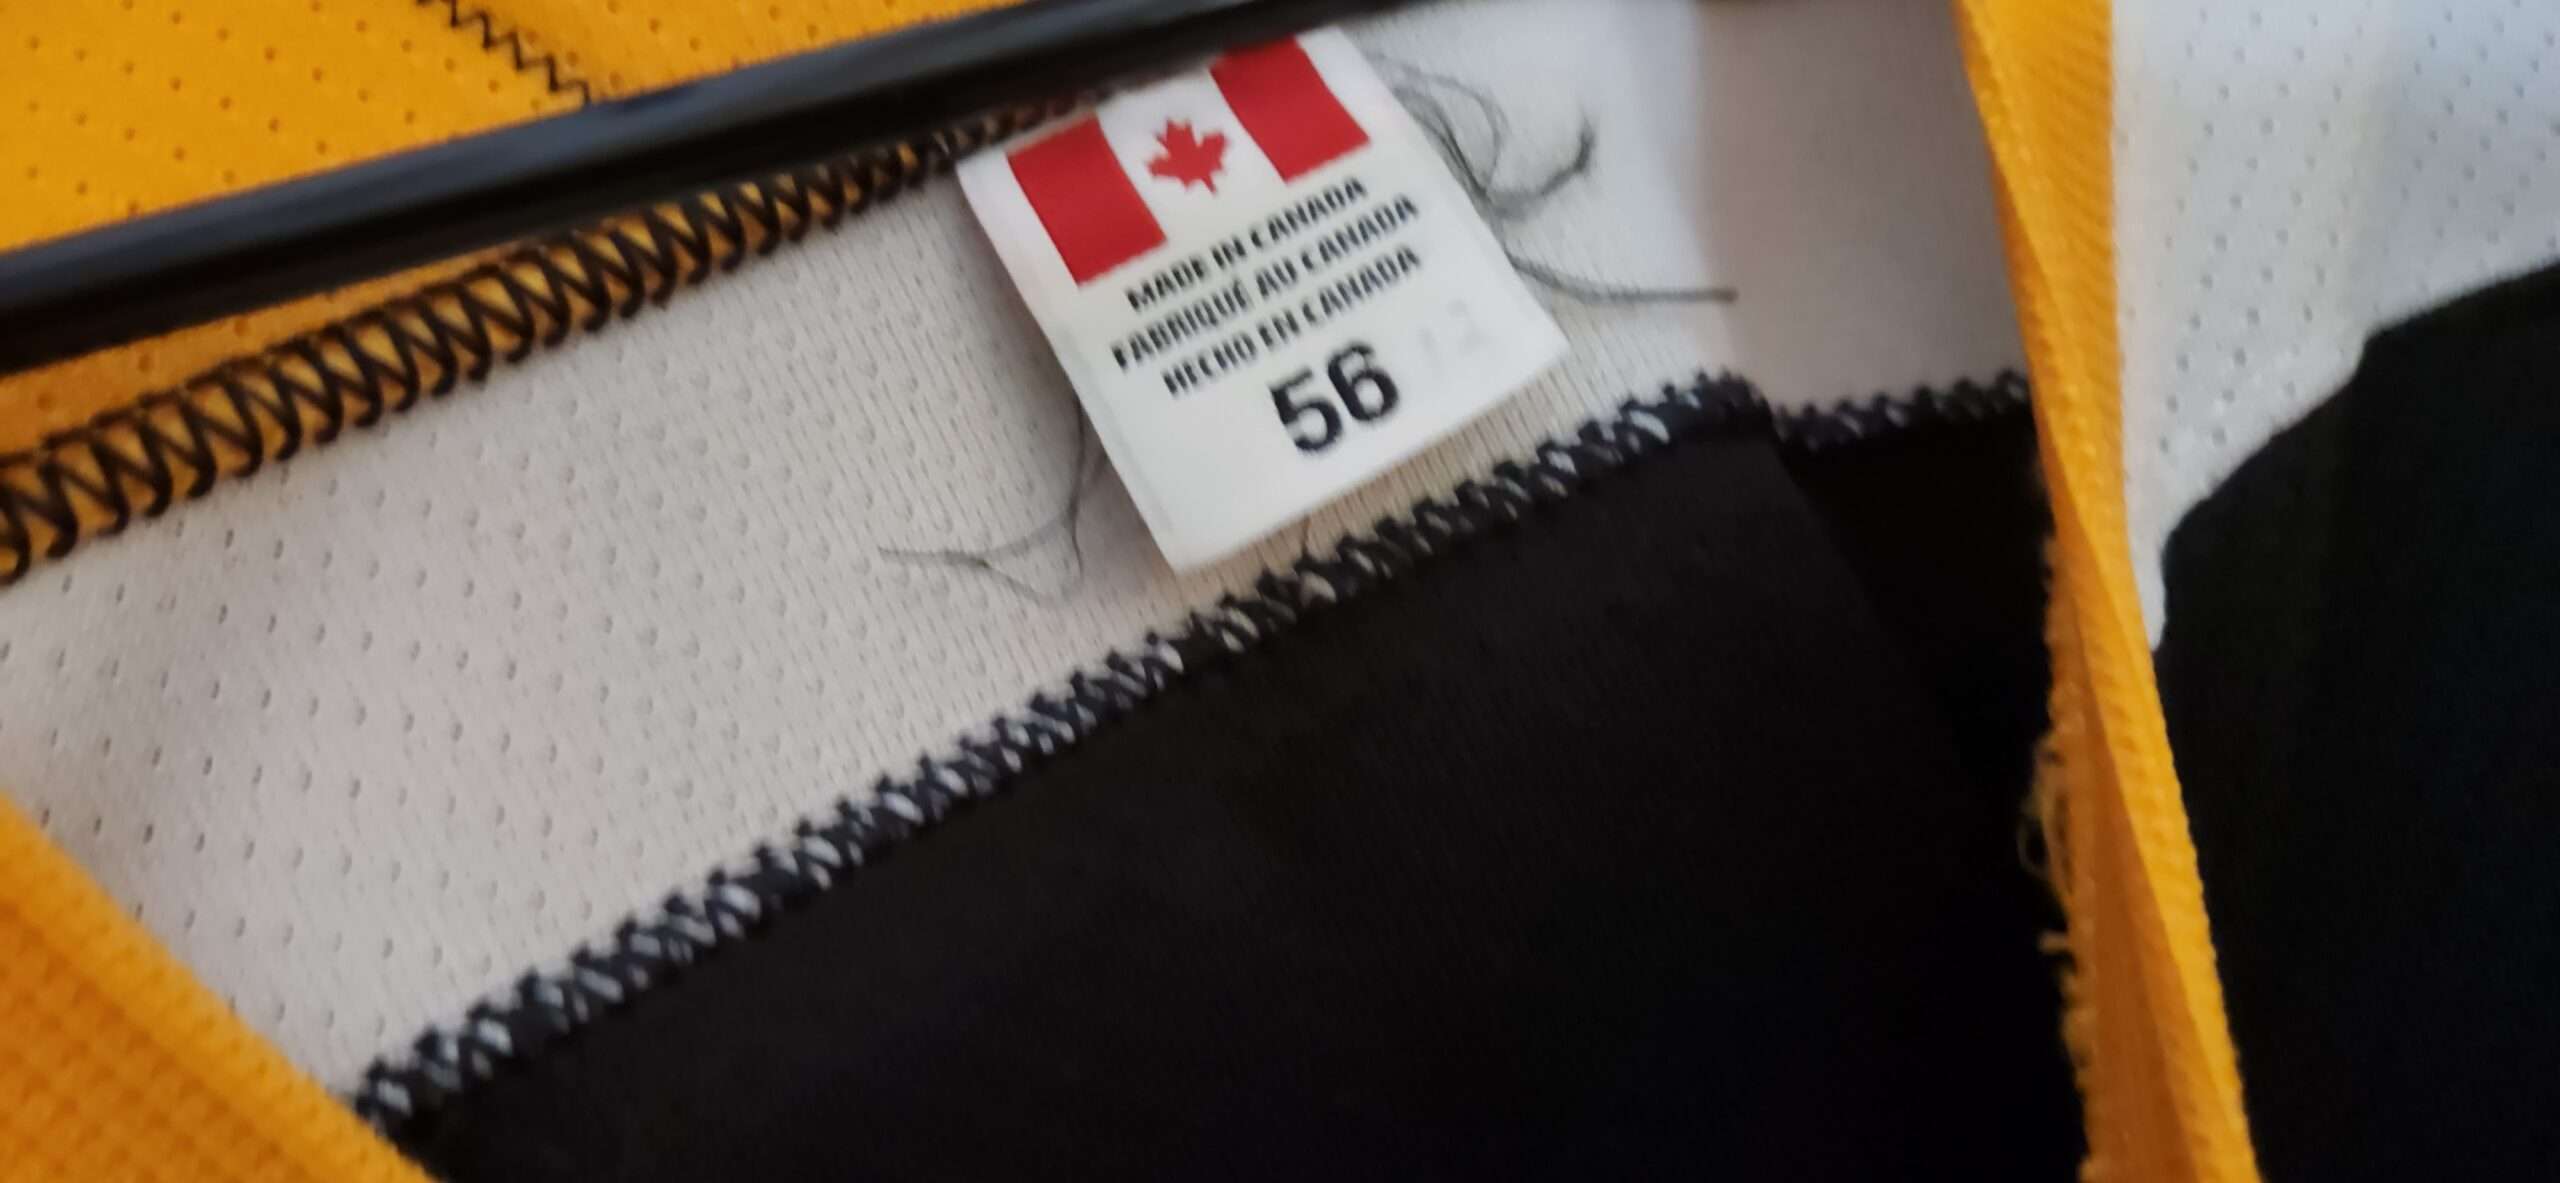 MADE IN CANADA
FABRIQUÉ AU CANADA
HECHO EN CANADA
56